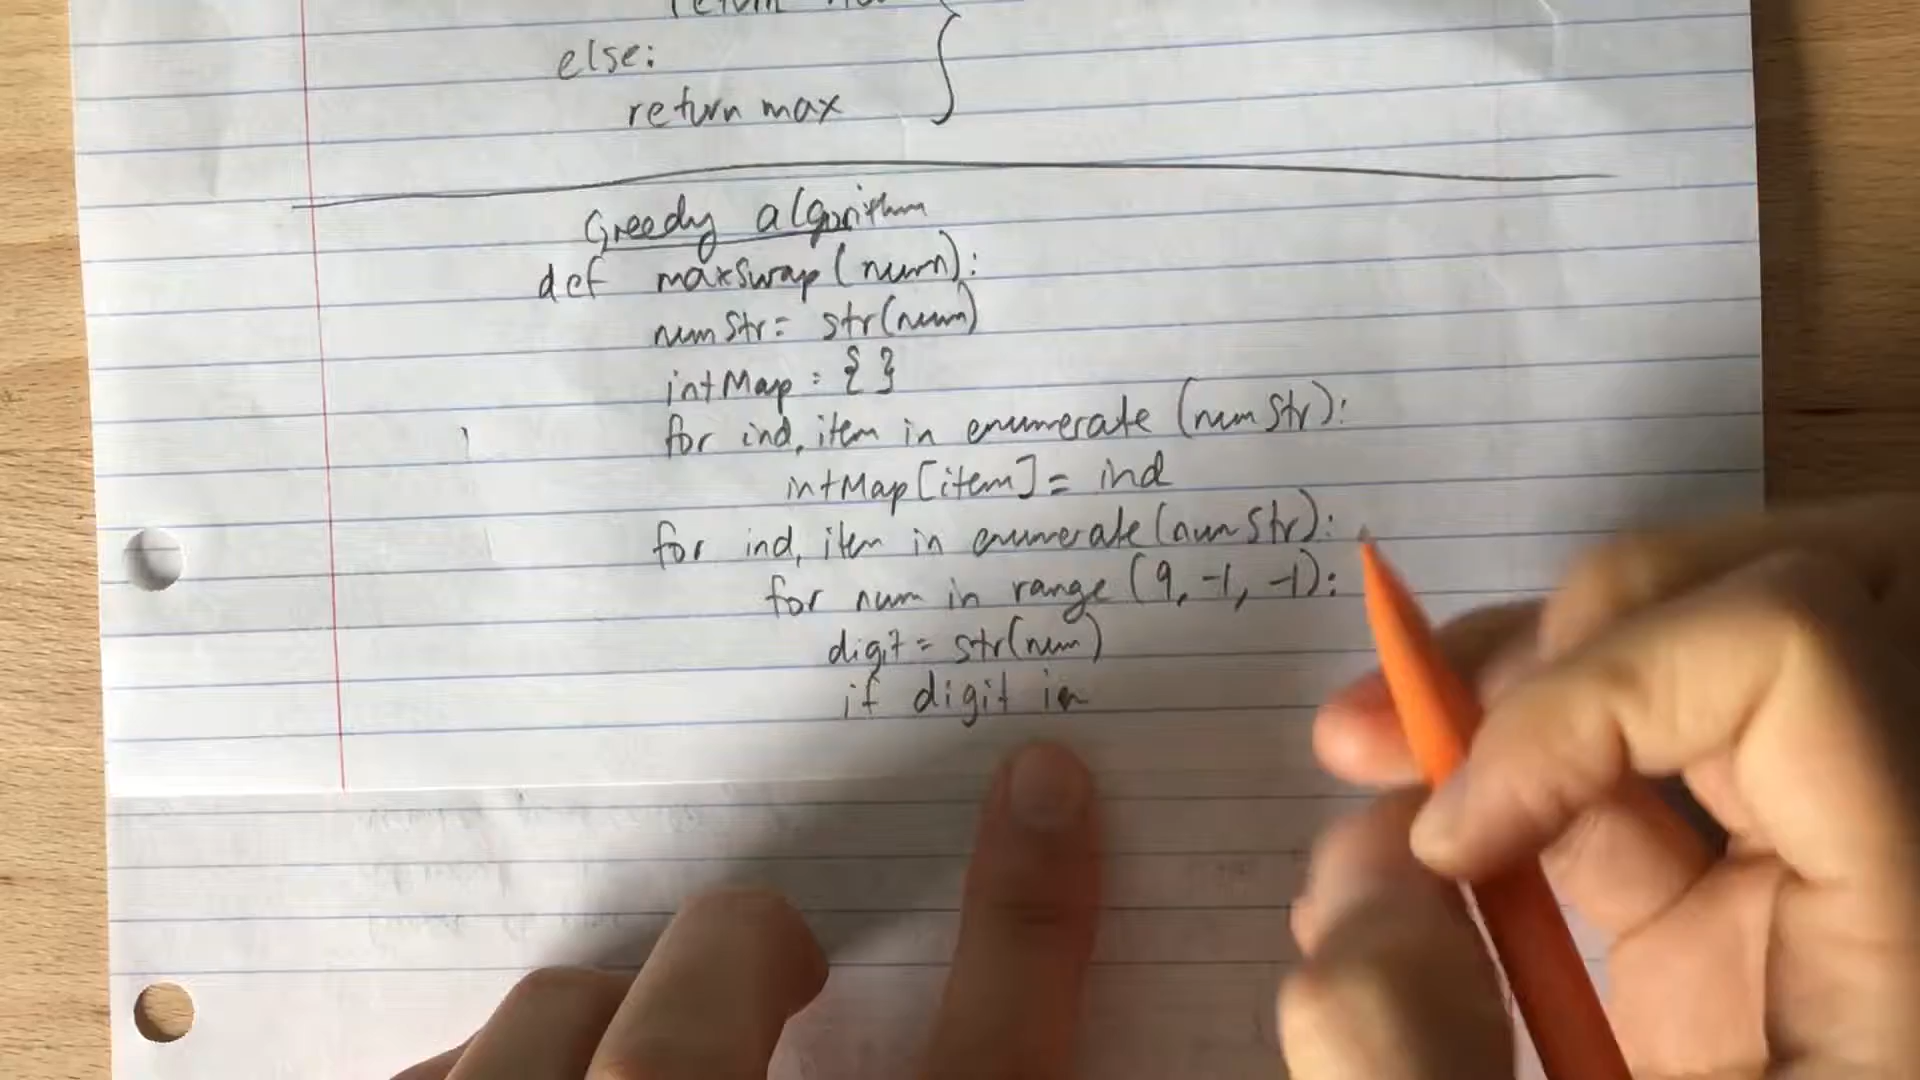 return
else:
return max
Greedy algorithm
def maxSwap(num):
numStr= str(num)
intMap = { }
for ind, item in enumerate (numStr):
intMap[item] = ind
for ind, item in enumerate(numStr):
for num in range (9, -1, -1):
digit = str(num)
if digit in